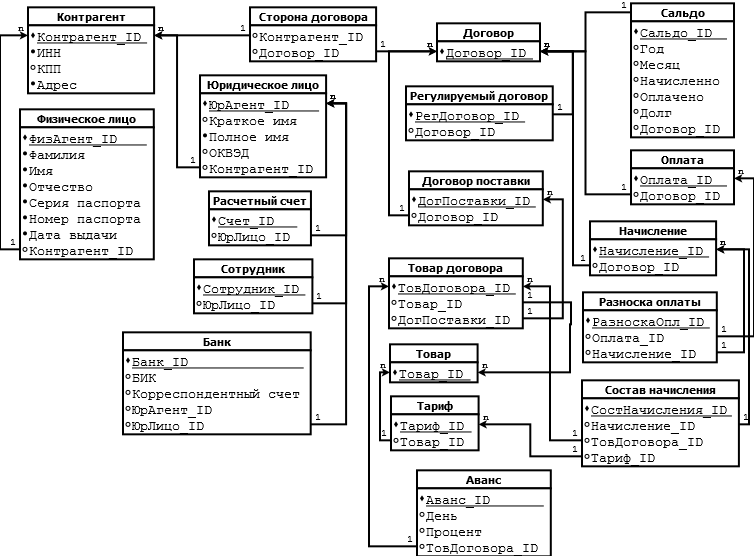 Контрагент
Контрагент_ID
ИНН
КПП
Адрес
Сторона договора
Контрагент_ID
Договор_ID
Договор
Договор_ID
Сальдо
Сальдо_ID
Год
Месяц
Начисленно
Оплачено
Долг
Договор_ID
Юридическое лицо
ЮрАгент_ID
Краткое имя
Полное имя
ОКВЭД
Контрагент_ID
Регулируемый договор
РегДоговор_ID
Договор_ID
Физическое лицо
ФизАгент_ID
Фамилия
Имя
Отчество
Серия паспорта
Номер паспорта
Дата выдачи
Контрагент_ID
Оплата
Оплата_ID
Договор_ID
Договор поставки
ДогПоставки_ID
Договор_ID
Расчетный счет
Счет_ID
ЮрЛицо_ID
Начисление
Начисление_ID
Договор_ID
Сотрудник
Сотрудник_ID
ЮрЛицо_ID
Товар договора
ТовДоговора_ID
Товар_ID
ДогПоставки_ID
Разноска оплаты
РазноскаОпл_ID
Оплата_ID
Начисление_ID
Банк
Банк_ID
БИК
Корреспондентный счет
ЮрАгент_ID
ЮрЛицо_ID
Товар
Товар_ID
Тариф
Тариф_ID
Товар_ID
Состав начисления
СостНачисления_ID
Начисление_ID
ТовДоговора_ID
Тариф_ID
Аванс
Аванс_ID
День
Процент
ТовДоговора_ID